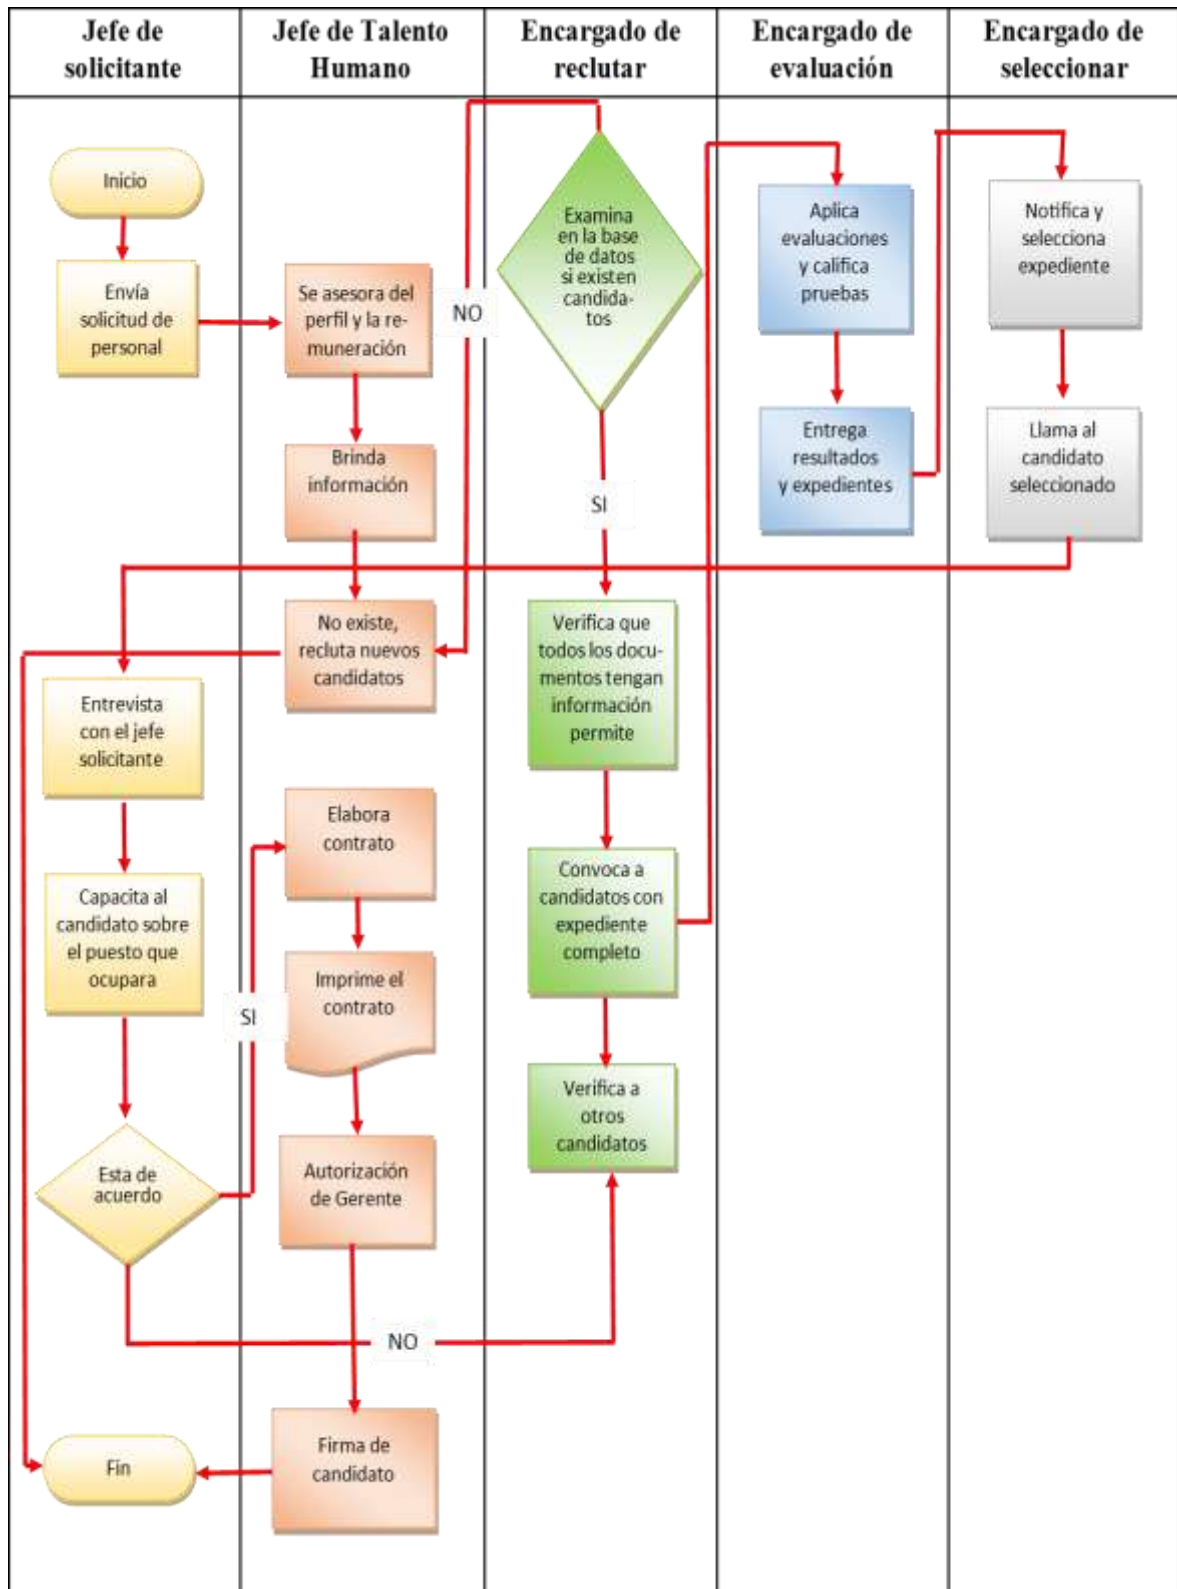 Jefe de
solicitante
Jefe de Talento
Humano
Encargado de
reclutar
Encargado de
evaluación
Encargado de
seleccionar
Inicio
Envía
solicitud de
personal
Se asesora del
perfil y la re-
muneración
Brinda
información
No existe,
recluta nuevos
candidatos
NO
Examina
en la base
de datos
si existen
candida-
tos
SI
Verifica que
todos los docu-
mentos tengan
información
permite
Convoca a
candidatos con
expediente
completo
Verifica a
otros
candidatos
Aplica
evaluaciones
y califica
pruebas
Entrega
resultados
y expedientes
Notifica y
selecciona
expediente
Llama al
candidato
seleccionado
Entrevista
con el jefe
solicitante
Capacita al
candidato sobre
el puesto que
ocupara
Esta de
acuerdo
SI
NO
Elabora
contrato
Imprime el
contrato
Autorización
de Gerente
Firma de
candidato
Fin